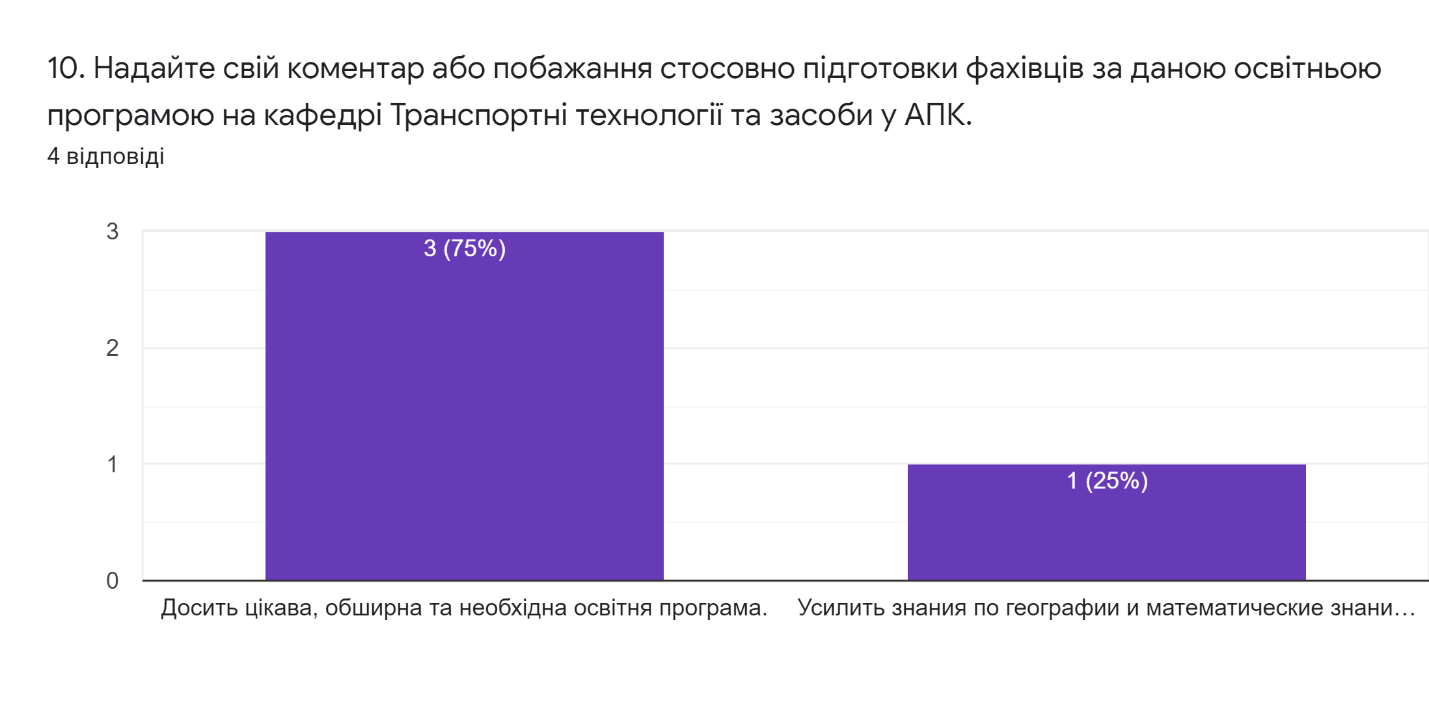 10. Надайте свій коментар або побажання стосовно підготовки фахівців за даною освітньою
програмою на кафедрі Транспортні технології та засоби у АПК.
4 відповіді
3
3 (75%)
2
1
1 (25%)
0
Досить цікава, обширна та необхідна освітня програма.
Усилить знания по географии и математические знани…